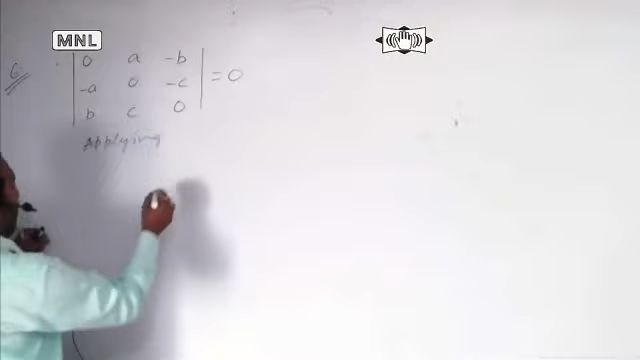 MNL
6. | 0 a -b |
| -a 0 -c | = 0
| b c 0 |
Applying